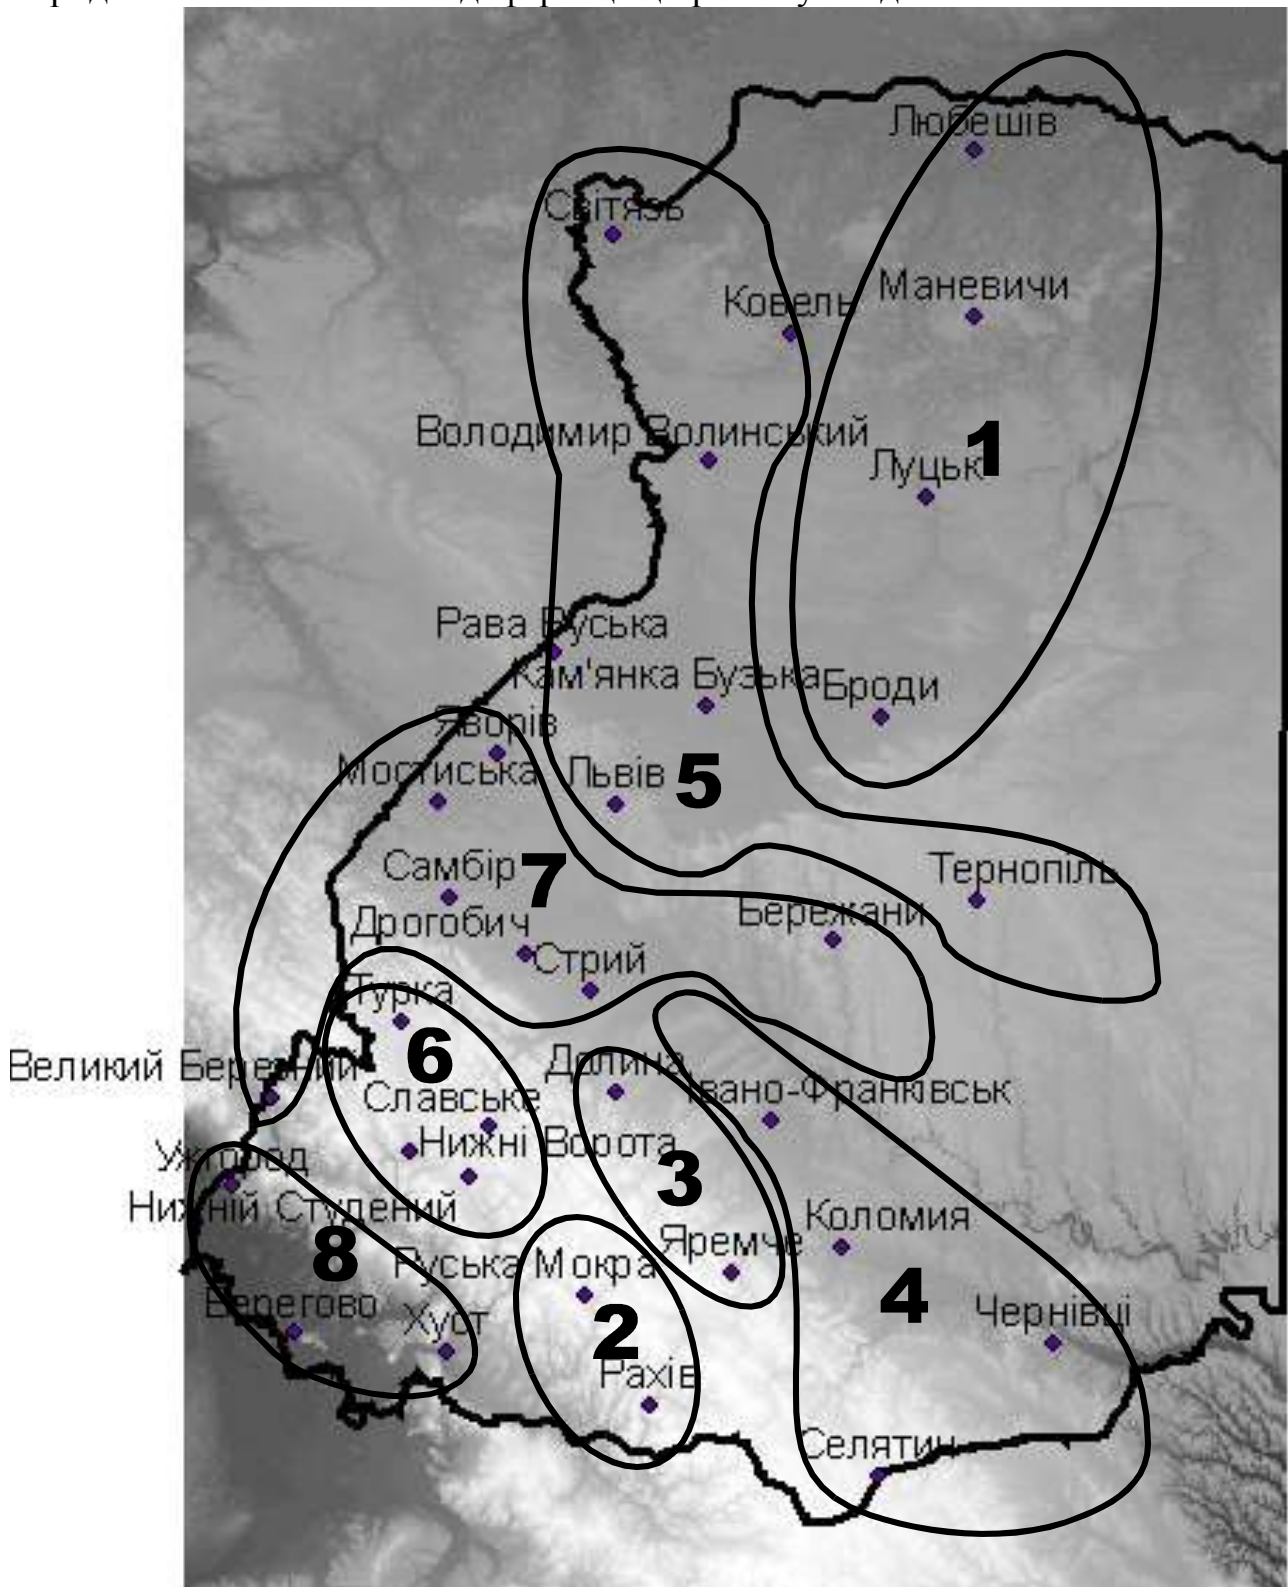 Любешів
Світязь
Маневичи
Ковель
Володимир Волинський
1
Луцьк
Рава Руська
Кам'янка Бузька
Броди
Яворів
Мостиська
Львів
5
Самбір
7
Тернопіль
Дрогобич
Бережани
Стрий
Турка
6
Долина
Великий Березний
Славське
Івано-Франківськ
Нижні Ворота
Ужгород
3
Нижній Студений
Коломия
8
Руська Мокра
Яремче
4
Берегово
Хуст
2
Чернівці
Рахів
Селятин